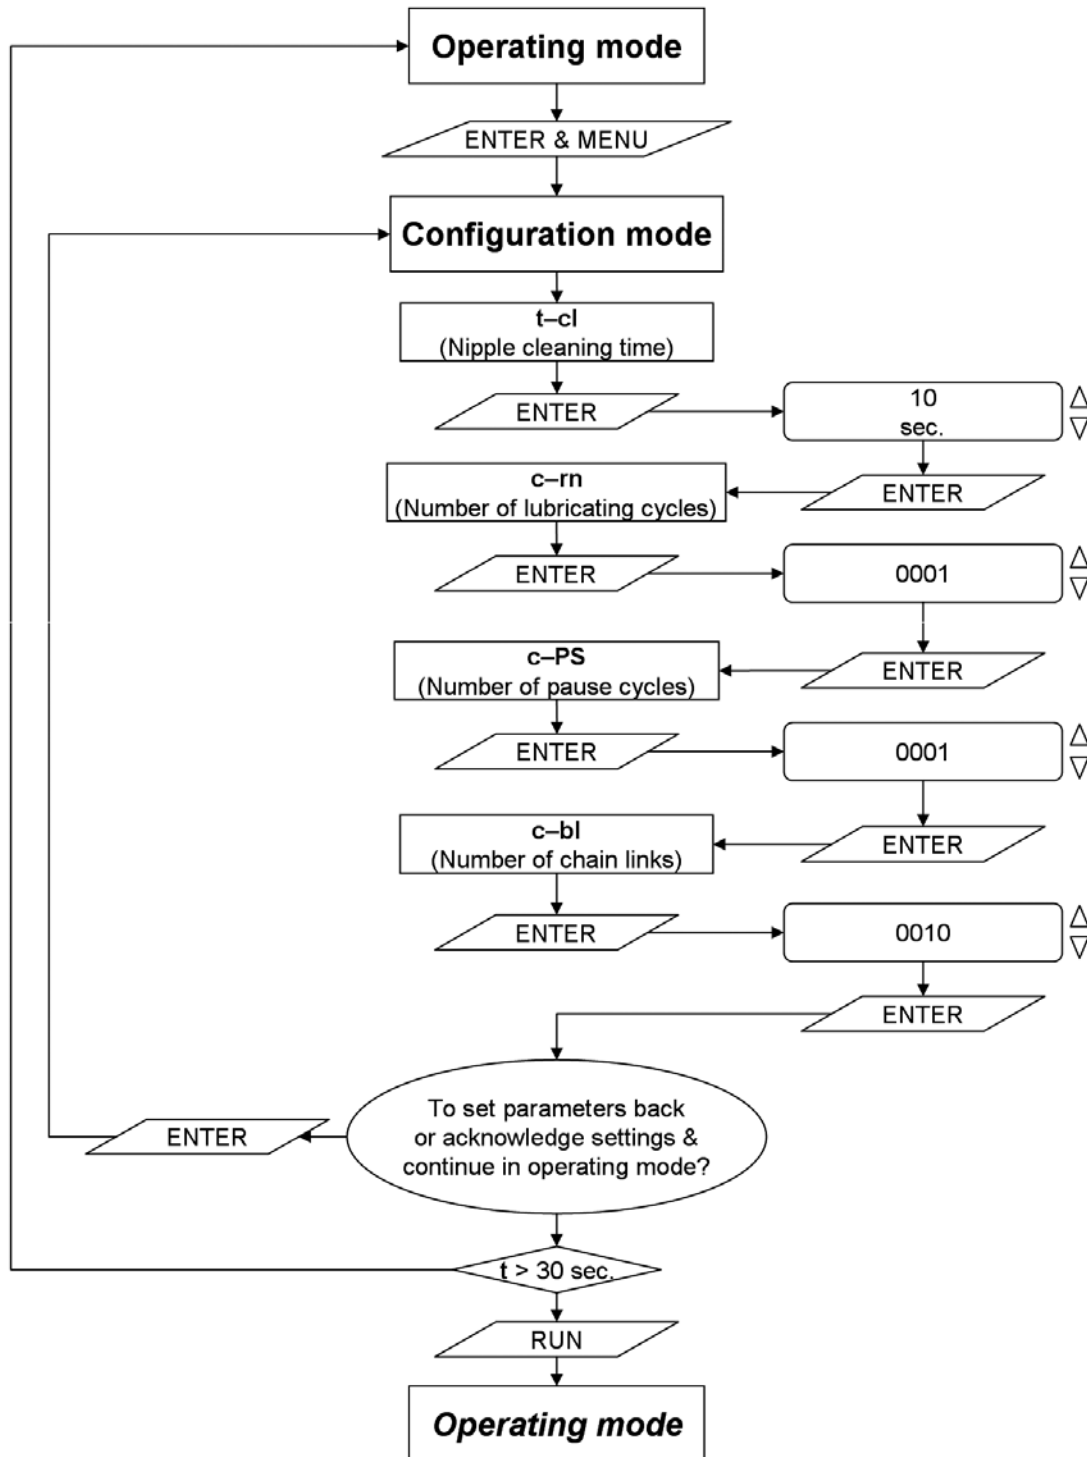 Operating mode
ENTER & MENU
Configuration mode
t–cl
(Nipple cleaning time)
ENTER
10
sec.
ENTER
c–rn
(Number of lubricating cycles)
ENTER
0001
ENTER
c–PS
(Number of pause cycles)
ENTER
0001
ENTER
c–bl
(Number of chain links)
ENTER
0010
ENTER
To set parameters back
or acknowledge settings &
continue in operating mode?
ENTER
t > 30 sec.
RUN
Operating mode